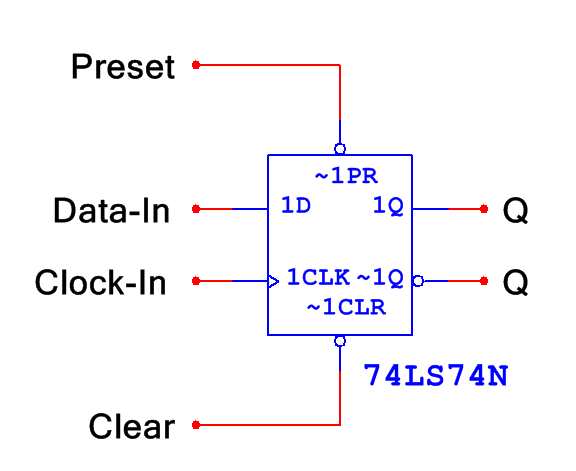 Preset
~1PR
Data-In
1D
1Q
Q
Clock-In
1CLK
~1Q
Q
~1CLR
74LS74N
Clear